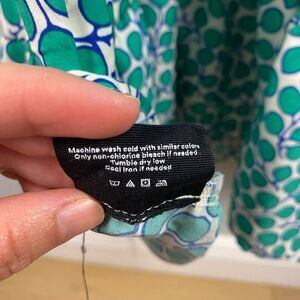 Machine wash cold with similar colors
Only non-chlorine bleach if needed
Tumble dry low
Cool Iron if needed